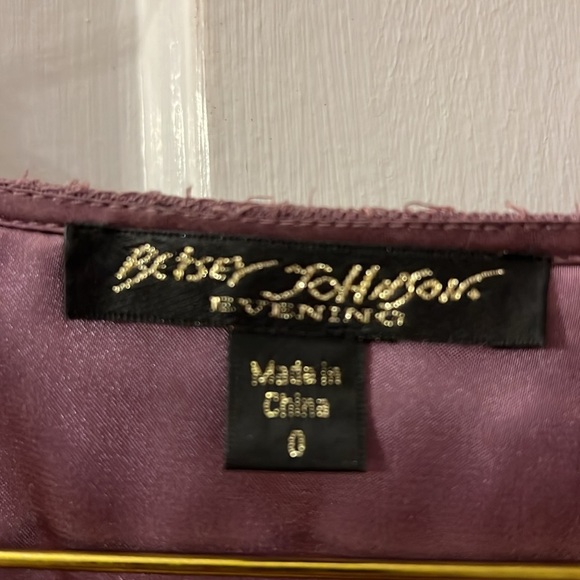 BETSEY JOHNSON.
EVENING
Made in
China
0